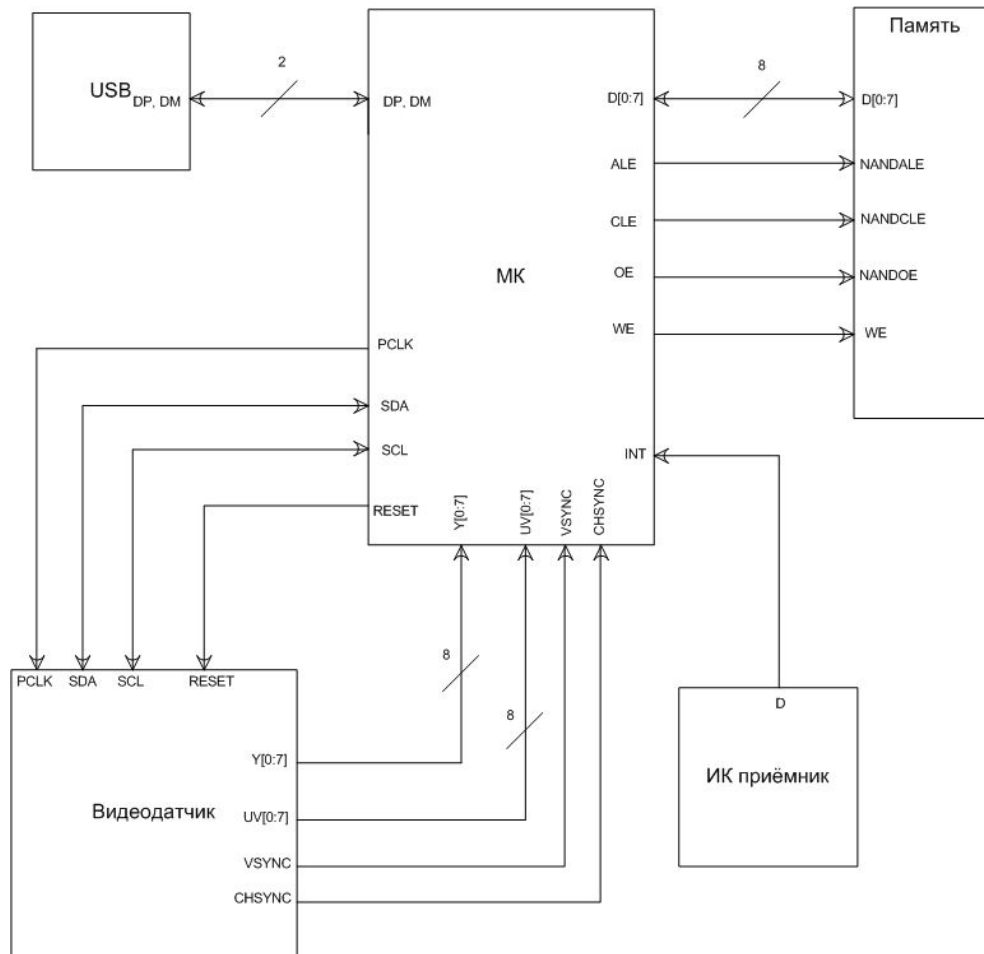 Память
2
8
USB DP, DM
DP, DM
D[0:7]
D[0:7]
ALE
NANDALE
CLE
NANDCLE
МК
OE
NANDOE
WE
WE
PCLK
SDA
SCL
INT
RESET
Y[0:7]
UV[0:7]
VSYNC
CHSYNC
8
8
PCLK
SDA
SCL
RESET
D
Y[0:7]
ИК приёмник
Видеодатчик
UV[0:7]
VSYNC
CHSYNC